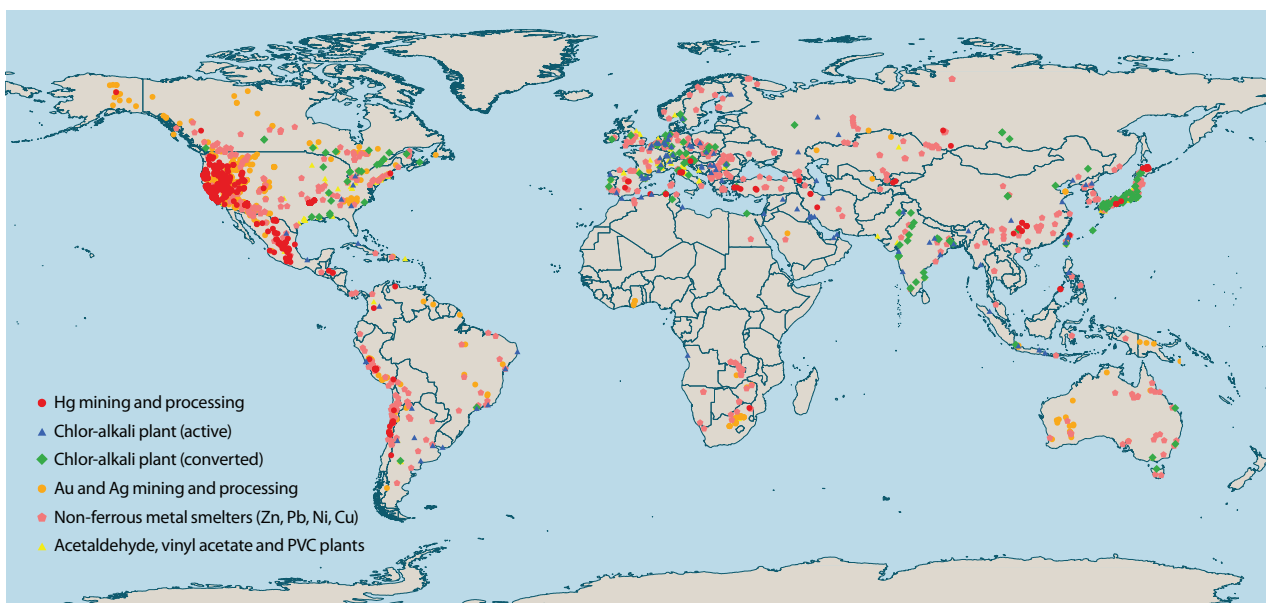 Hg mining and processing
Chlor-alkali plant (active)
Chlor-alkali plant (converted)
Au and Ag mining and processing
Non-ferrous metal smelters (Zn, Pb, Ni, Cu)
Acetaldehyde, vinyl acetate and PVC plants